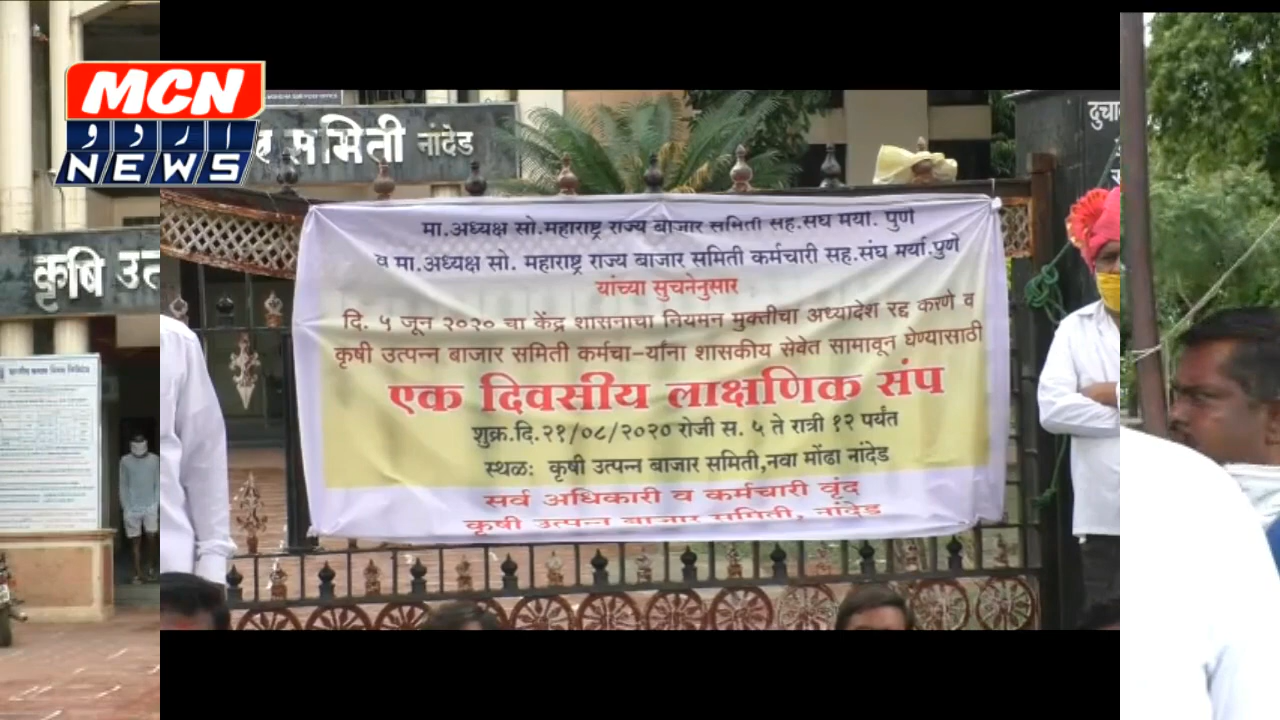 MCN
NEWS
समिती नांदेड
कृषि उत्प
मा.अध्यक्ष सो.महाराष्ट्र राज्य बाजार समिती सह.संघ मर्या. पुणे
व मा.अध्यक्ष सो. महाराष्ट्र राज्य बाजार समिती कर्मचारी सह.संघ मर्या.पुणे
यांच्या सुचनेनुसार
दि. ५ जून २०२० चा केंद्र शासनाचा नियमन मुक्तीचा अध्यादेश रद्द करणे व
कृषी उत्पन्न बाजार समिती कर्मचा-यांना शासकीय सेवेत सामावून घेण्यासाठी
एक दिवसीय लाक्षणिक संप
शुक्र.दि.२१/०८/२०२० रोजी स. ५ ते रात्री १२ पर्यंत
स्थळ: कृषी उत्पन्न बाजार समिती,नवा मोंढा नांदेड
सर्व अधिकारी व कर्मचारी वृंद
कृषी उत्पन्न बाजार समिती, नांदेड